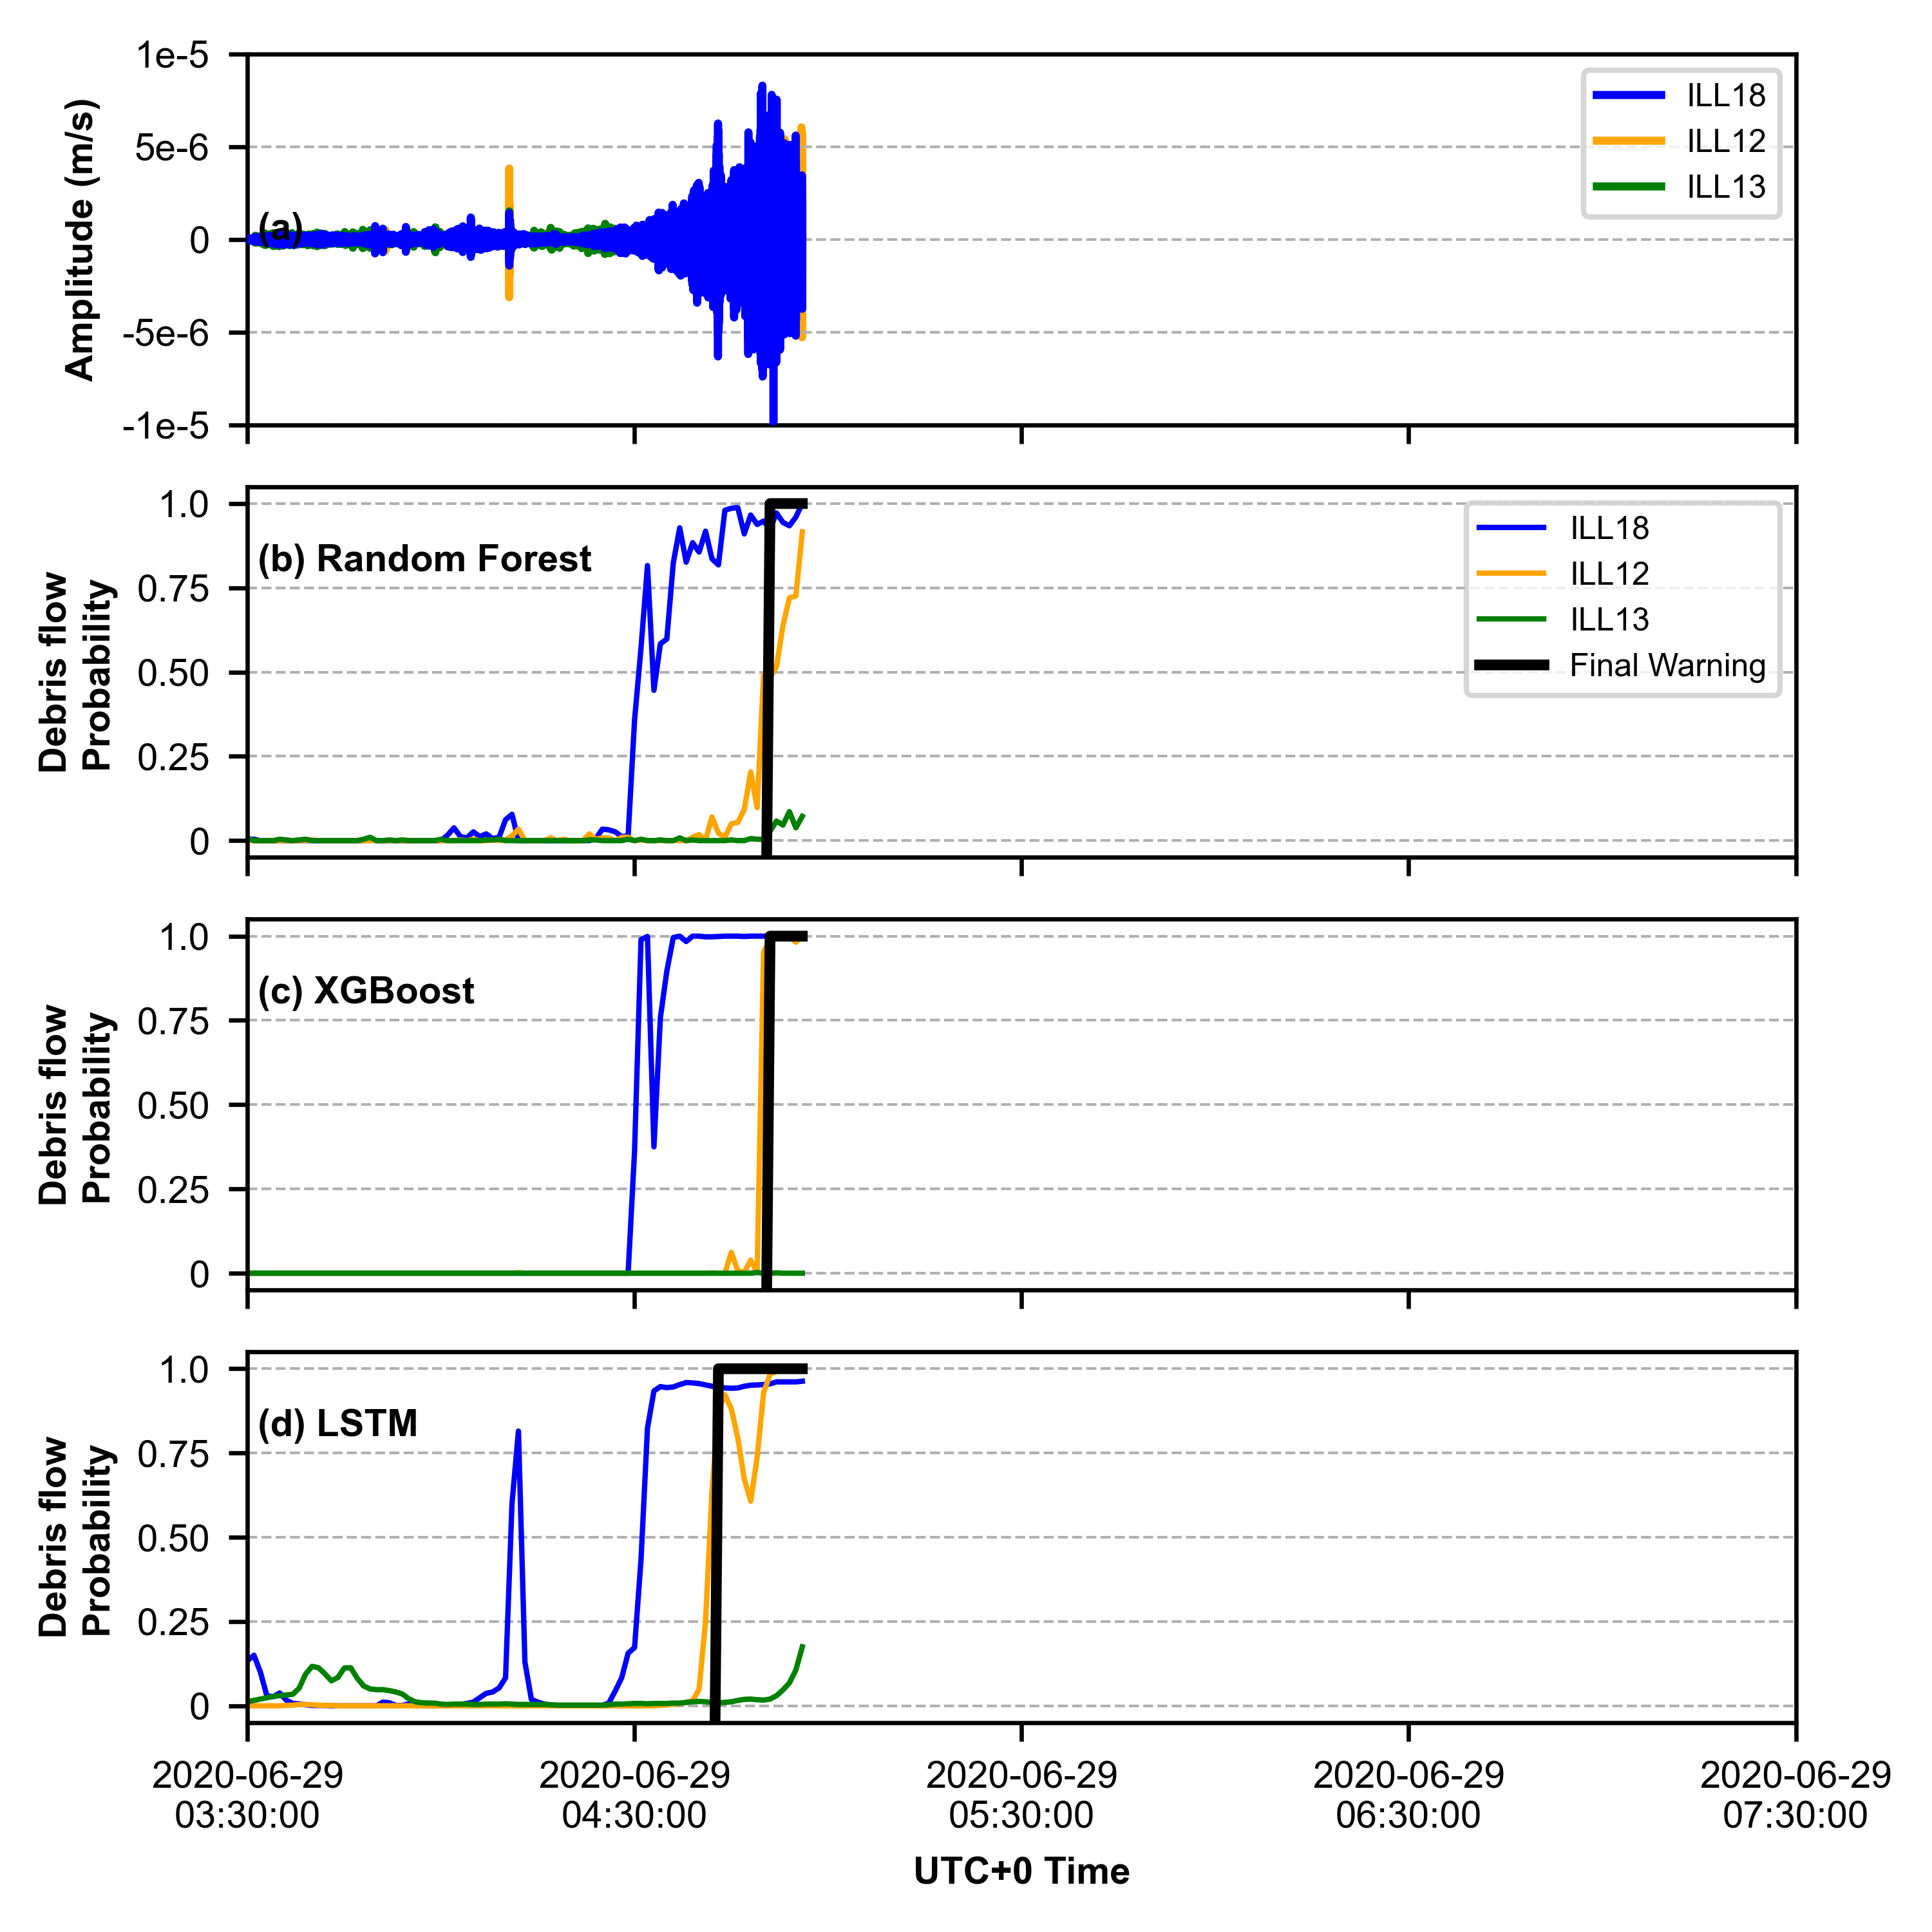 1e-5
5e-6
0
-5e-6
-1e-5
Amplitude (m/s)
(a)
ILL18
ILL12
ILL13
1.0
0.75
0.50
0.25
0
Debris flow
Probability
(b) Random Forest
ILL18
ILL12
ILL13
Final Warning
1.0
0.75
0.50
0.25
0
Debris flow
Probability
(c) XGBoost
1.0
0.75
0.50
0.25
0
Debris flow
Probability
(d) LSTM
2020-06-29
03:30:00
2020-06-29
04:30:00
2020-06-29
05:30:00
2020-06-29
06:30:00
2020-06-29
07:30:00
UTC+0 Time